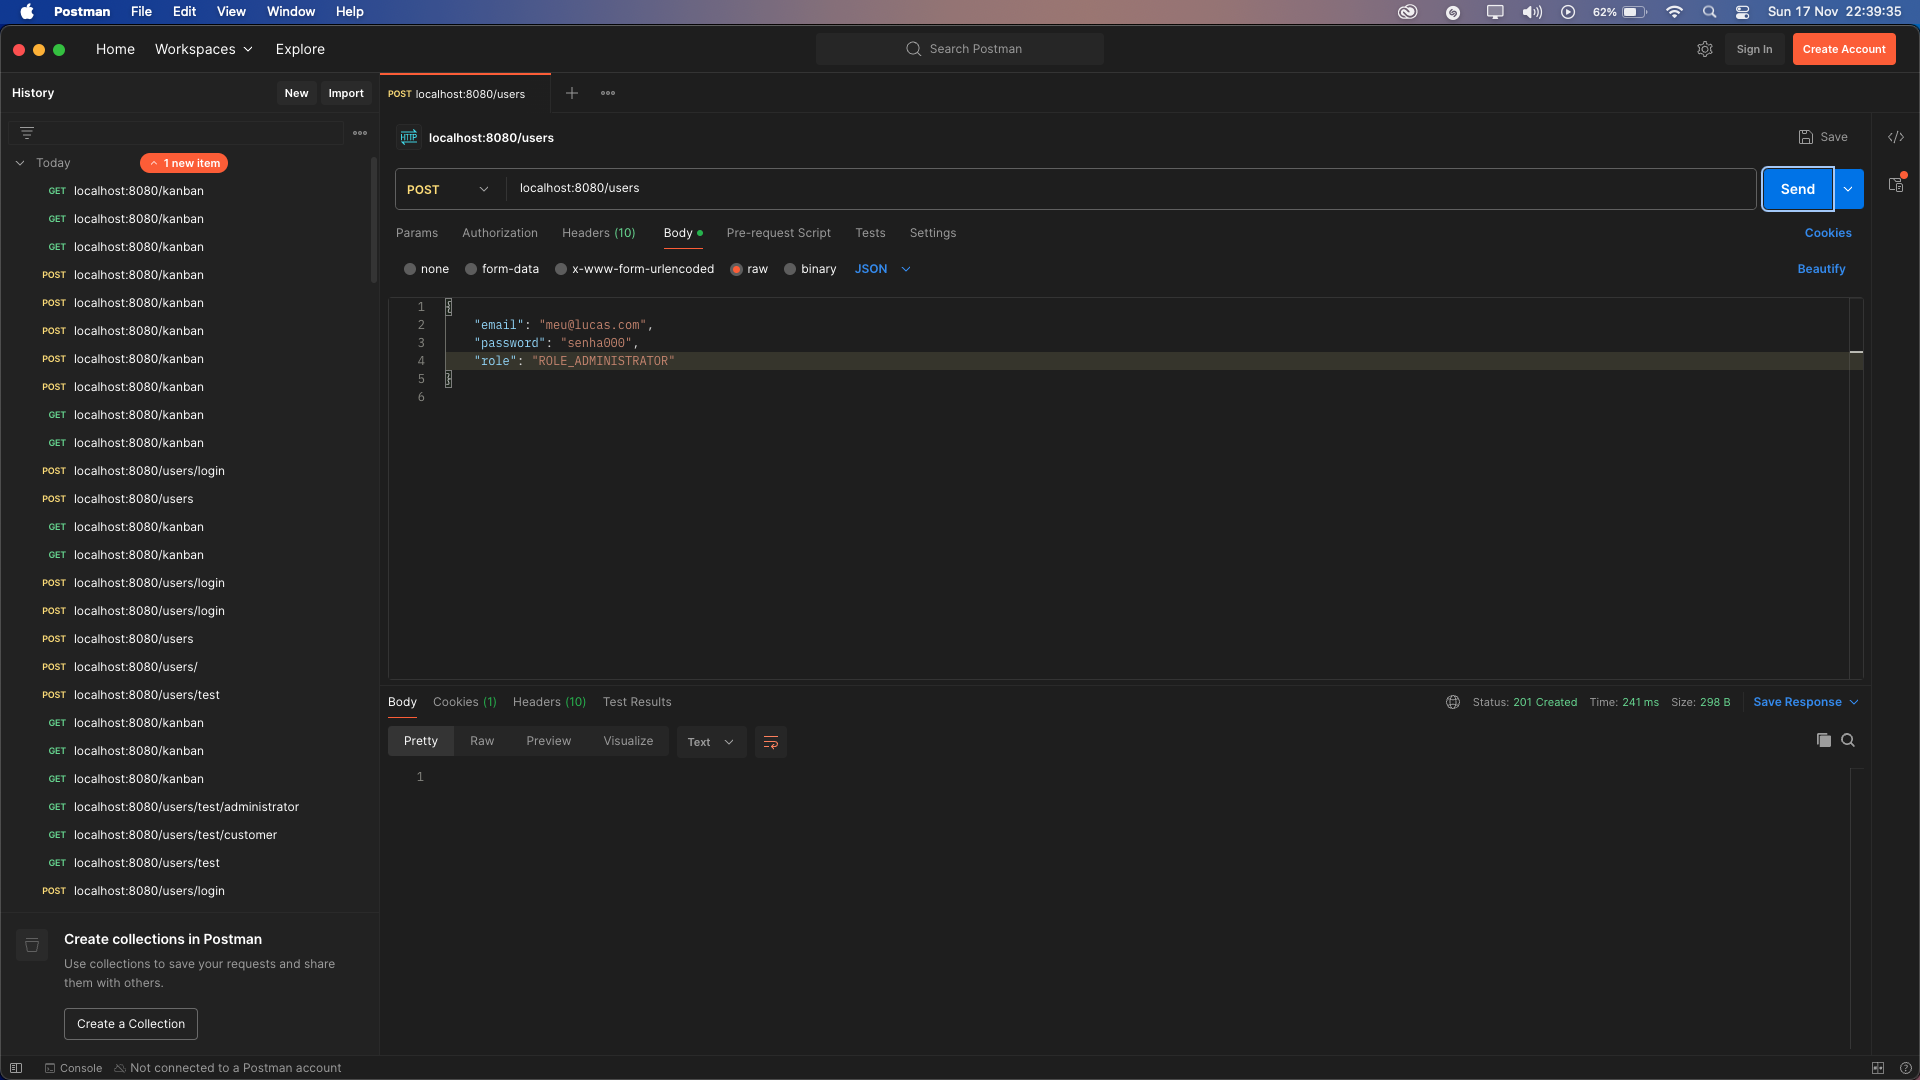 Postman File Edit View Window Help 62% Sun 17 Nov 22:39:35
Home Workspaces Explore Search Postman Sign In Create Account
History New Import
POST localhost:8080/users
HTTP localhost:8080/users Save
Today 1 new item
GET localhost:8080/kanban
GET localhost:8080/kanban
GET localhost:8080/kanban
POST localhost:8080/kanban
POST localhost:8080/kanban
POST localhost:8080/kanban
POST localhost:8080/kanban
POST localhost:8080/kanban
GET localhost:8080/kanban
GET localhost:8080/kanban
POST localhost:8080/users/login
POST localhost:8080/users
GET localhost:8080/kanban
GET localhost:8080/kanban
POST localhost:8080/users/login
POST localhost:8080/users/login
POST localhost:8080/users
POST localhost:8080/users/
POST localhost:8080/users/test
GET localhost:8080/kanban
GET localhost:8080/kanban
GET localhost:8080/kanban
GET localhost:8080/users/test/administrator
GET localhost:8080/users/test/customer
GET localhost:8080/users/test
POST localhost:8080/users/login
Create collections in Postman
Use collections to save your requests and share
them with others.
Create a Collection
POST localhost:8080/users Send
Params Authorization Headers (10) Body Pre-request Script Tests Settings Cookies
none form-data x-www-form-urlencoded raw binary JSON Beautify
1 {
2 "email": "meu@lucas.com",
3 "password": "senha000",
4 "role": "ROLE_ADMINISTRATOR"
5 }
6
Body Cookies (1) Headers (10) Test Results Status: 201 Created Time: 241 ms Size: 298 B Save Response
Pretty Raw Preview Visualize Text
1
Console Not connected to a Postman account